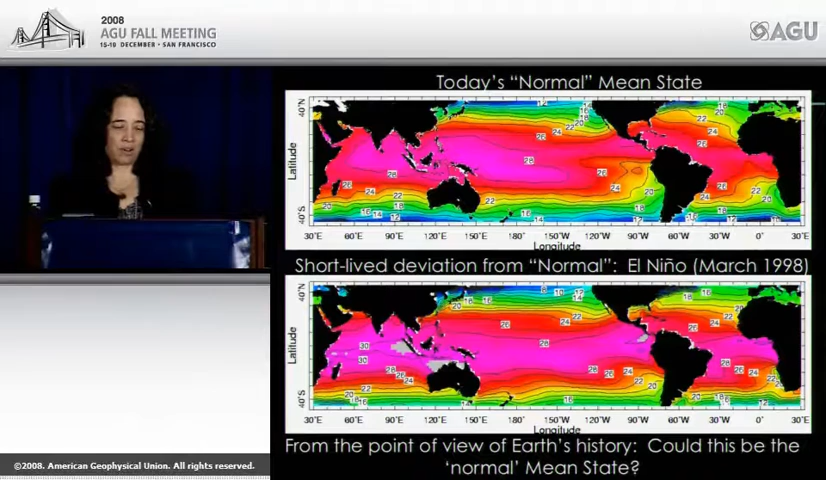 2008
AGU FALL MEETING
15-19 DECEMBER • SAN FRANCISCO
AGU
Today's "Normal" Mean State
40˚N
Latitude
40˚S
30˚E 60˚E 90˚E 120˚E 150˚E 180˚ 150˚W 120˚W 90˚W 60˚W 30˚W 0˚ 30˚E
Longitude
Short-lived deviation from "Normal": El Niño (March 1998)
40˚N
Latitude
40˚S
30˚E 60˚E 90˚E 120˚E 150˚E 180˚ 150˚W 120˚W 90˚W 60˚W 30˚W 0˚ 30˚E
Longitude
From the point of view of Earth's history: Could this be the
'normal' Mean State?
©2008. American Geophysical Union. All rights reserved.